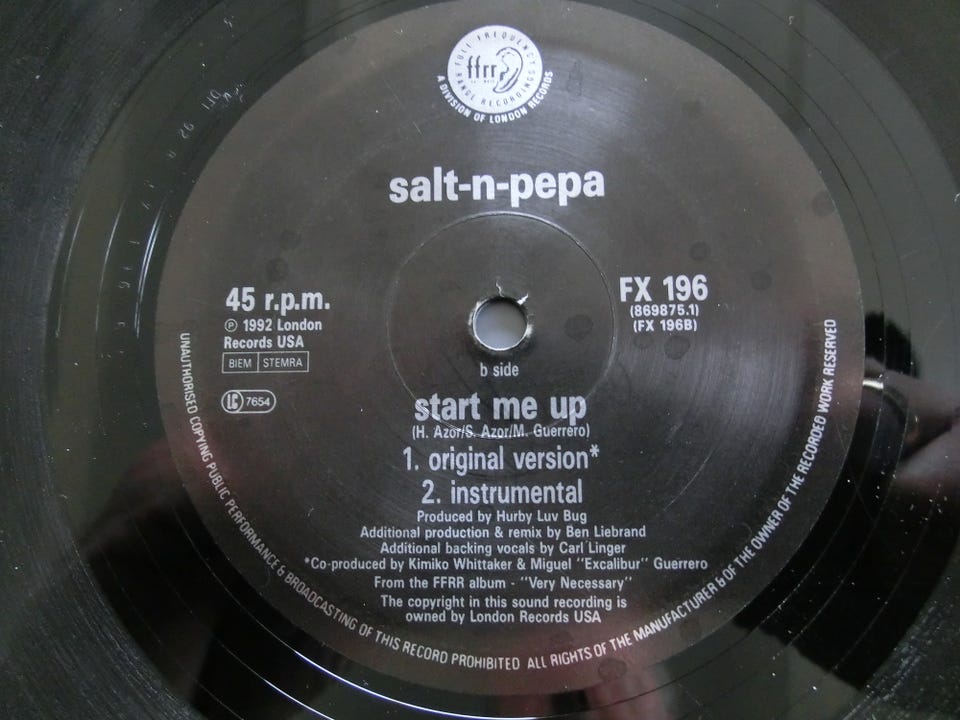 FULL FREQUENCY
ffrr
RANGE RECORDINGS
A DIVISION OF LONDON RECORDS
salt-n-pepa
45 r.p.m.
℗ 1992 London
Records USA
BIEM STEMRA
LC 7654
FX 196
(869875.1)
(FX 196B)
b side
start me up
(H. Azor/S. Azor/M. Guerrero)
1. original version*
2. instrumental
Produced by Hurby Luv Bug
Additional production & remix by Ben Liebrand
Additional backing vocals by Carl Linger
*Co-produced by Kimiko Whittaker & Miguel "Excalibur" Guerrero
From the FFRR album - "Very Necessary"
The copyright in this sound recording is
owned by London Records USA
UNAUTHORISED COPYING PUBLIC PERFORMANCE & BROADCASTING OF THIS RECORD PROHIBITED ALL RIGHTS OF THE MANUFACTURER & OF THE OWNER OF THE RECORDED WORK RESERVED